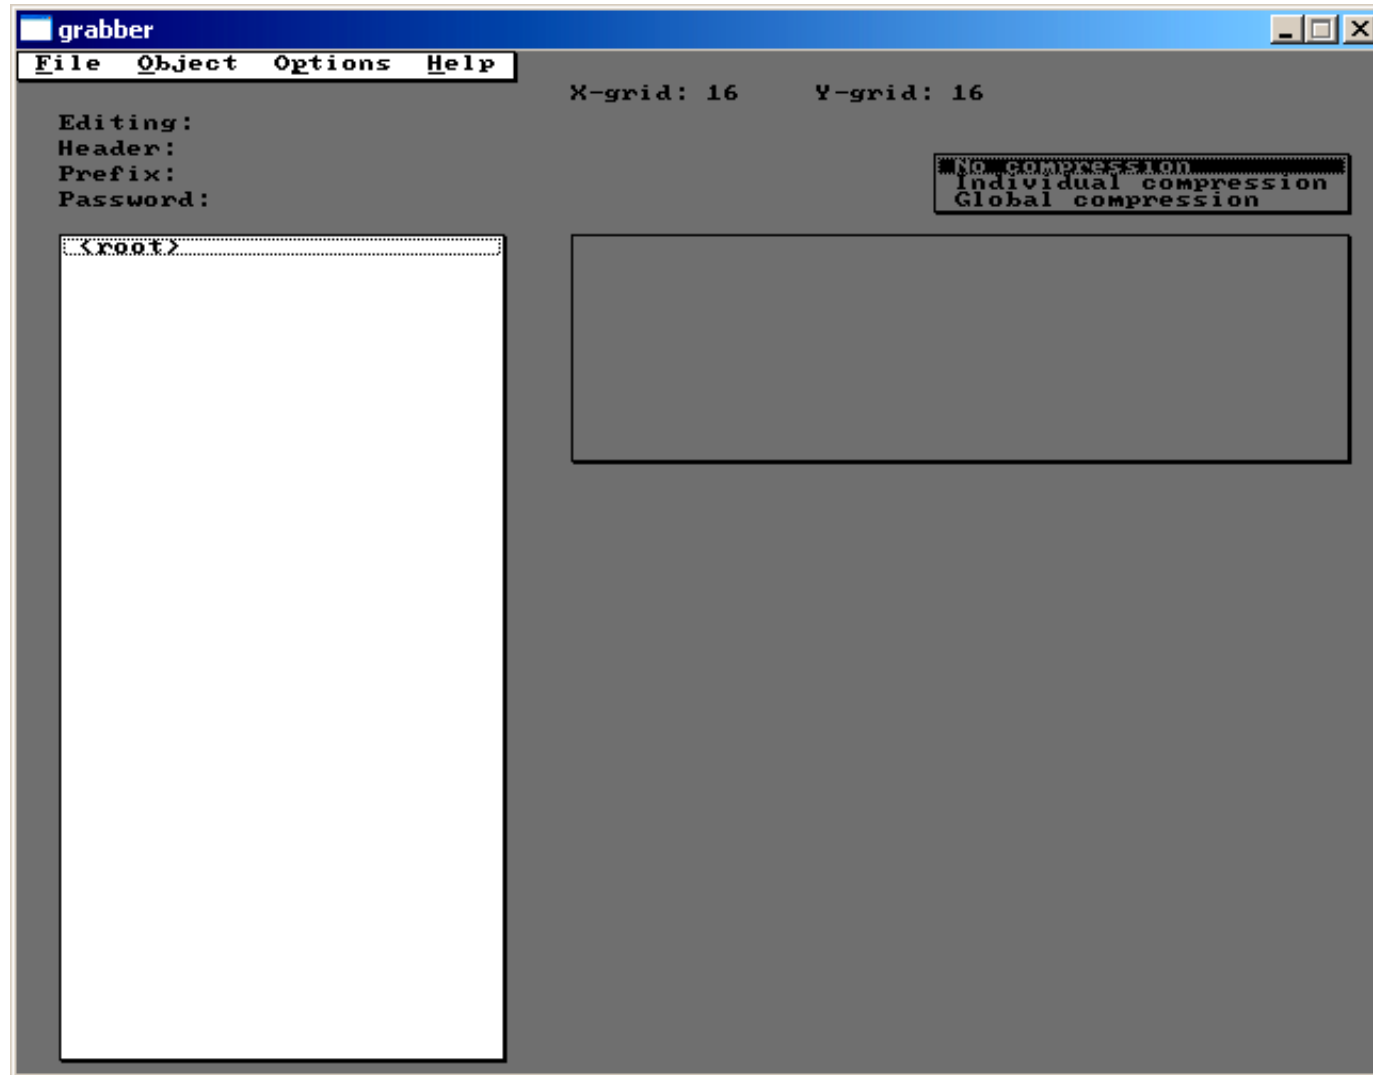 grabber
File Object Options Help
X-grid: 16 Y-grid: 16
Editing:
Header:
Prefix:
Password:
No compression
Individual compression
Global compression
<root>